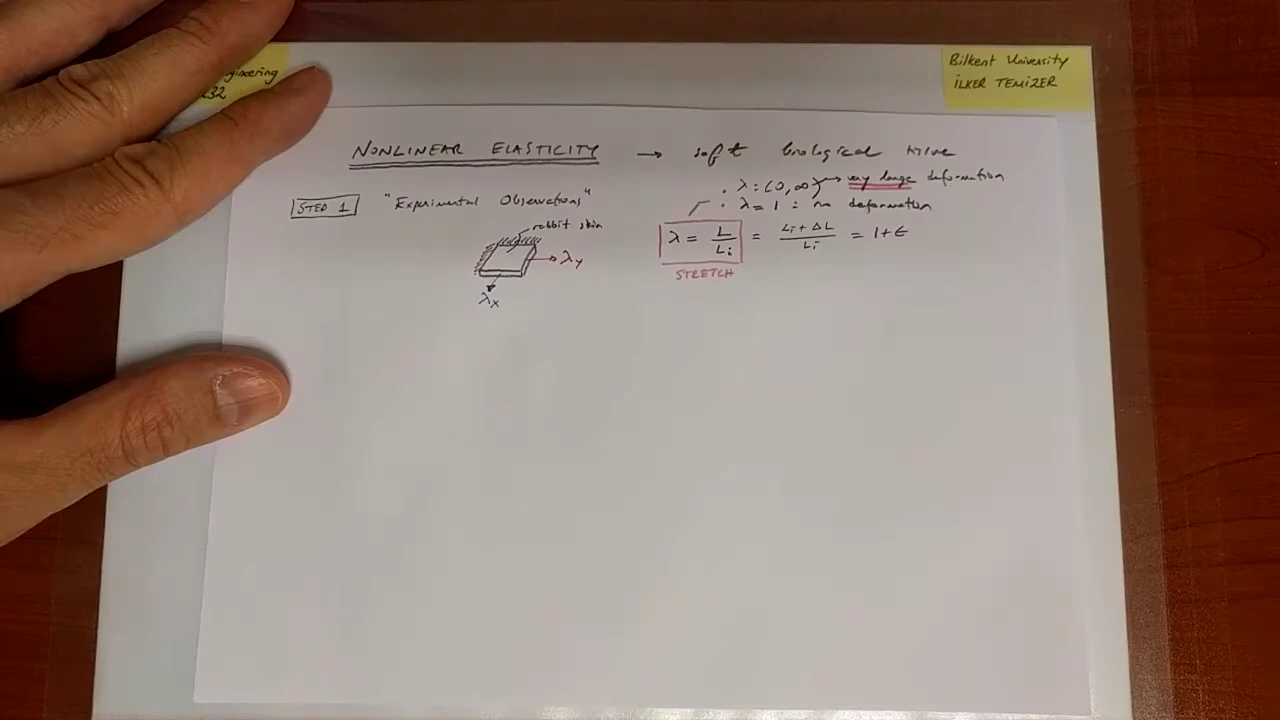 Bilkent University
İLKER TEMİZER
232
NONLINEAR ELASTICITY → soft biological tissue
. λ : (0, ∞) → very large deformation
STEP 1 "Experimental Observations" . λ = 1 : no deformation
rabbit skin
λ = L / Li = Li + ΔL / Li = 1 + ε
λy
STRETCH
λx